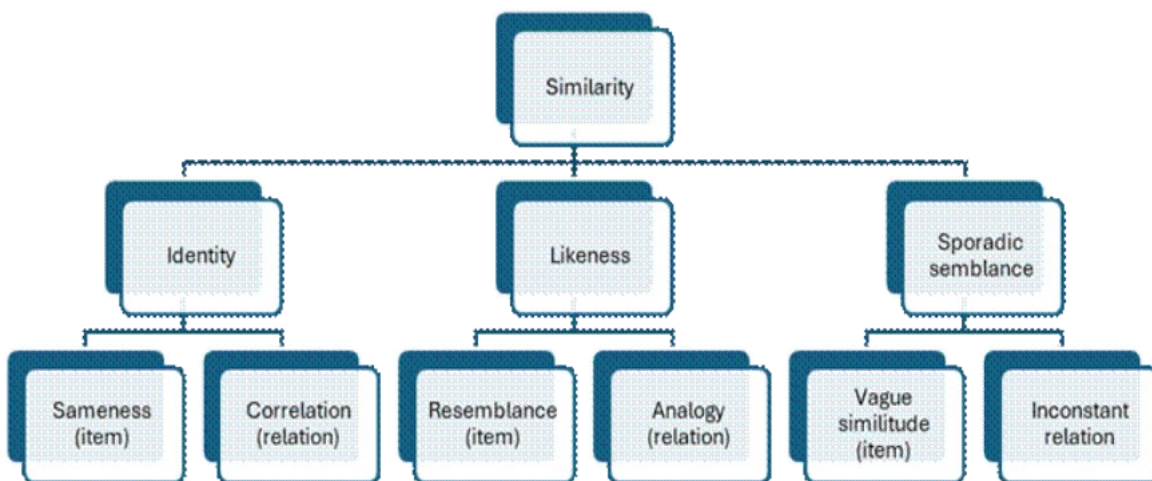 Similarity
Identity
Likeness
Sporadic
semblance
Sameness
(item)
Correlation
(relation)
Resemblance
(item)
Analogy
(relation)
Vague
similitude
(item)
Inconstant
relation